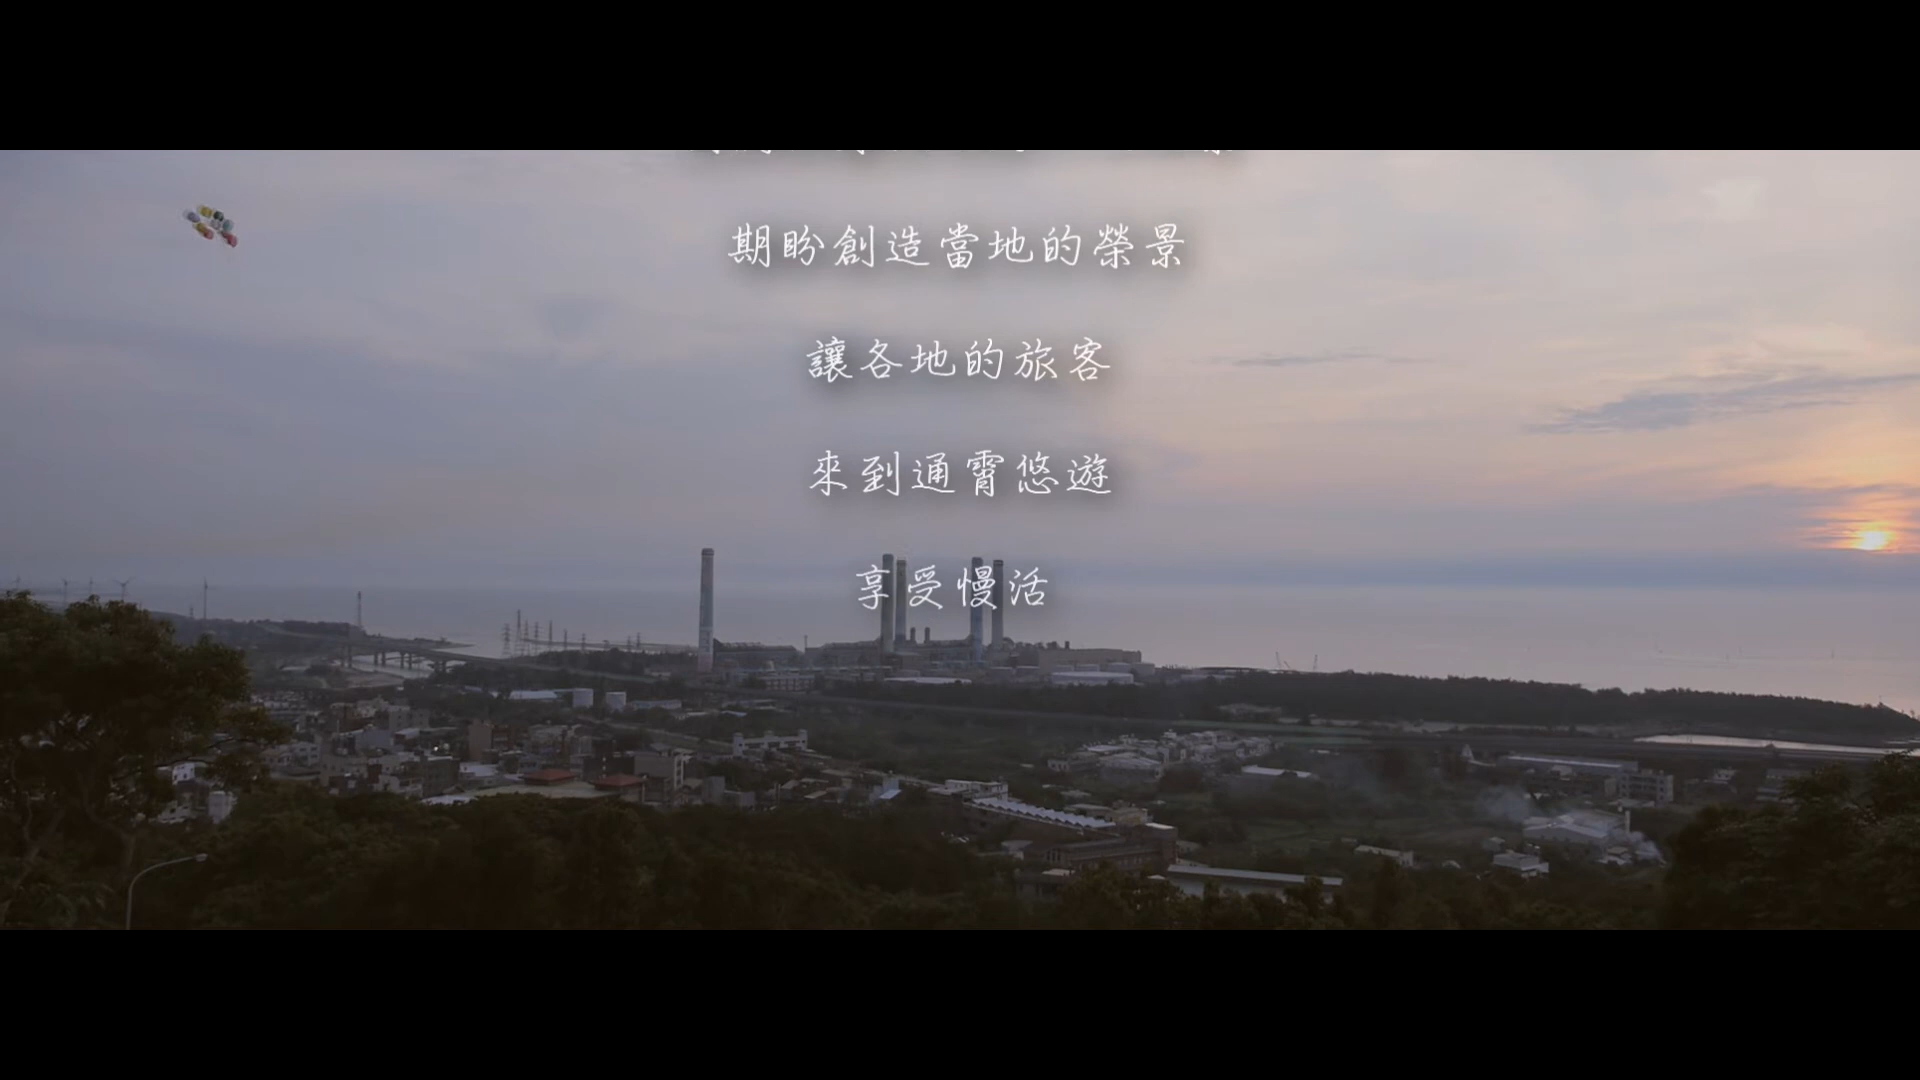 期盼創造當地的榮景
讓各地的旅客
來到通霄悠遊
享受慢活